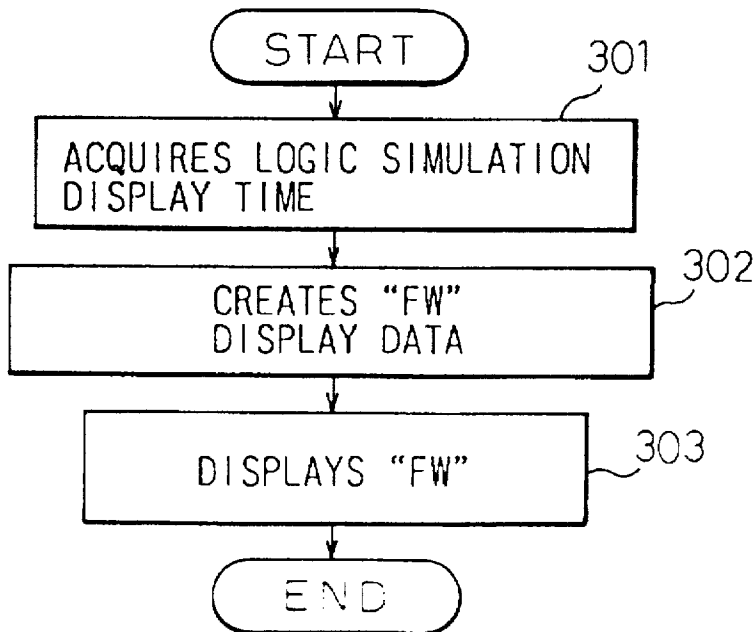 START
301
ACQUIRES LOGIC SIMULATION
DISPLAY TIME
302
CREATES “FW”
DISPLAY DATA
303
DISPLAYS “FW”
END